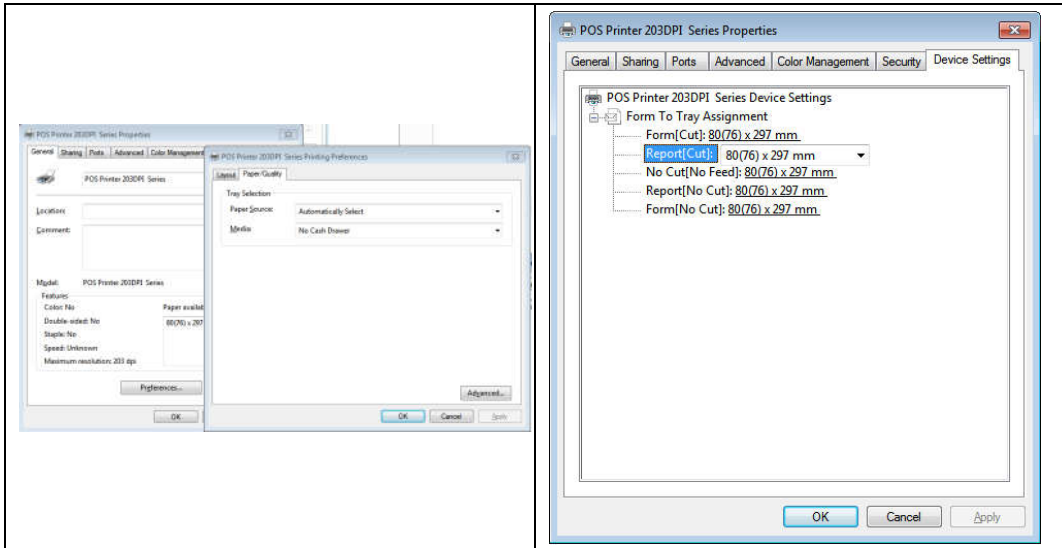 POS Printer 203DPI Series Properties
General Sharing Ports Advanced Color Management
POS Printer 203DPI Series
Location:
Comment:
Model: POS Printer 203DPI Series
Features
Color: No
Double-sided: No
Staple: No
Speed: Unknown
Maximum resolution: 203 dpi
Paper availab
80(76) x 297
Preferences...
OK
POS Printer 203DPI Series Printing Preferences
Layout Paper/Quality
Tray Selection
Paper Source: Automatically Select
Media: No Cash Drawer
Advanced...
OK Cancel Apply
POS Printer 203DPI Series Properties
General Sharing Ports Advanced Color Management Security Device Settings
POS Printer 203DPI Series Device Settings
Form To Tray Assignment
Form[Cut]: 80(76) x 297 mm
Report[Cut]: 80(76) x 297 mm
No Cut[No Feed]: 80(76) x 297 mm
Report[No Cut]: 80(76) x 297 mm
Form[No Cut]: 80(76) x 297 mm
OK Cancel Apply